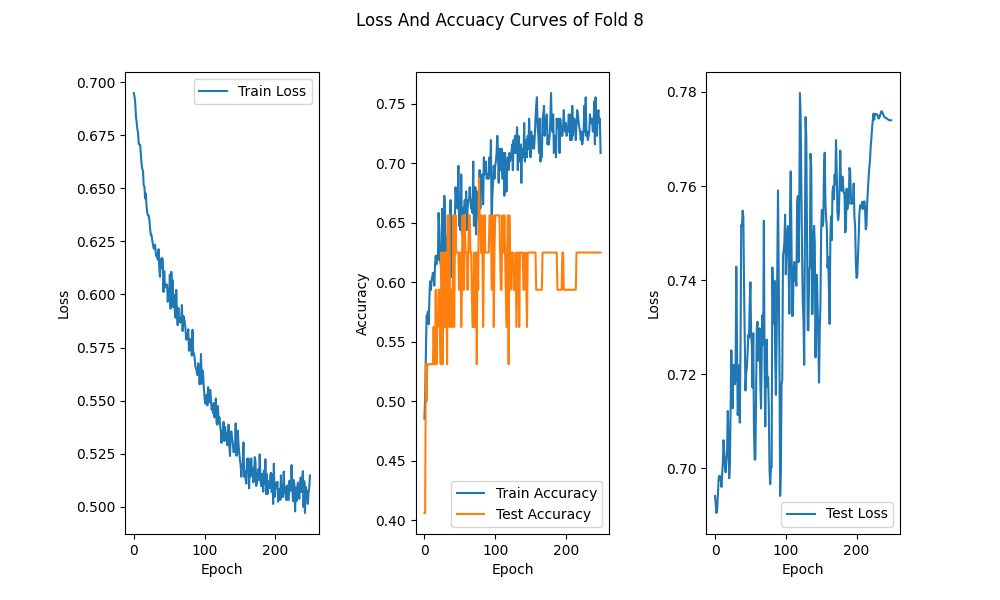 Loss And Accuacy Curves of Fold 8
Loss
0.700
0.675
0.650
0.625
0.600
0.575
0.550
0.525
0.500
Train Loss
0
100
200
Epoch
Accuracy
0.75
0.70
0.65
0.60
0.55
0.50
0.45
0.40
Train Accuracy
Test Accuracy
0
100
200
Epoch
Loss
0.78
0.76
0.74
0.72
0.70
Test Loss
0
100
200
Epoch